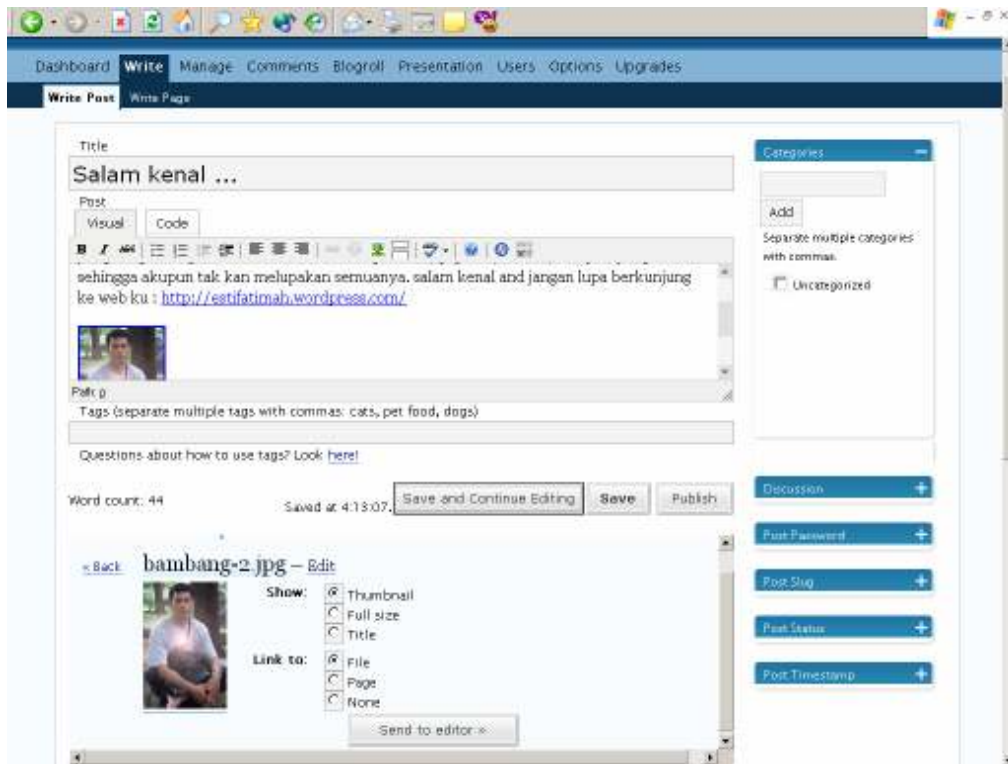 Dashboard Write Manage Comments Blogroll Presentation Users Options Upgrades
Write Post Write Page
Title
Salam kenal ...
Post
Visual Code
B I ABC
sehingga akupun tak kan melupakan semuanya. salam kenal and jangan lupa berkunjung
ke web ku : http://estifatimah.wordpress.com/
Path: p
Tags (separate multiple tags with commas: cats, pet food, dogs)
Questions about how to use tags? Look here!
Word count: 44
Saved at 4:13:07.
Save and Continue Editing
Save
Publish
« Back bambang-2.jpg – Edit
Show:
Thumbnail
Full size
Title
Link to:
File
Page
None
Send to editor »
Categories
Add
Separate multiple categories
with commas.
Uncategorized
Discussion
Post Password
Post Slug
Post Status
Post Timestamp